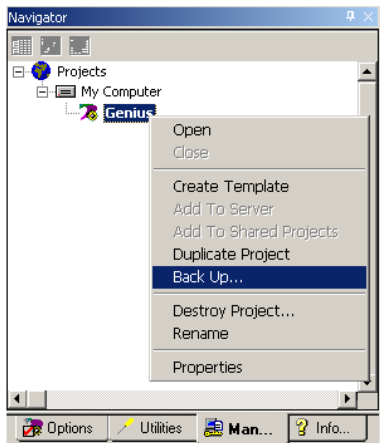 Navigator
Projects
My Computer
Genius
Open
Close
Create Template
Add To Server
Add To Shared Projects
Duplicate Project
Back Up...
Destroy Project...
Rename
Properties
Options Utilities Man... Info...